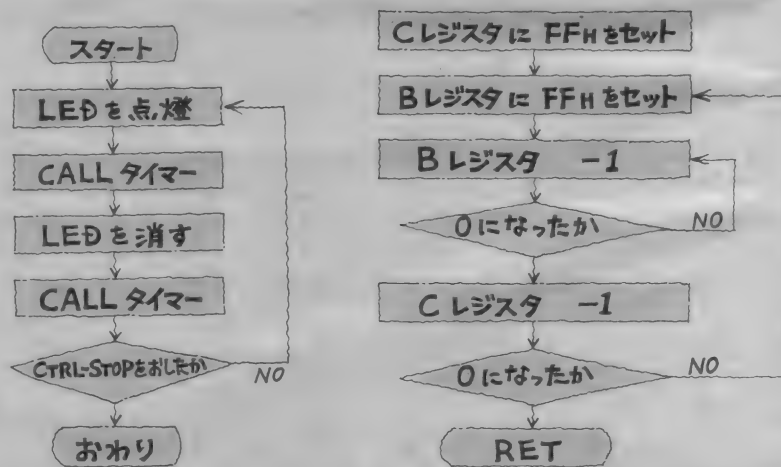 スタート
LEDを点燈
CALL タイマー
LEDを消す
CALL タイマー
CTRL-STOPをおしたか
NO
おわり
CレジスタにFFHをセット
BレジスタにFFHをセット
Bレジスタ -1
0になったか
NO
Cレジスタ -1
0になったか
NO
RET